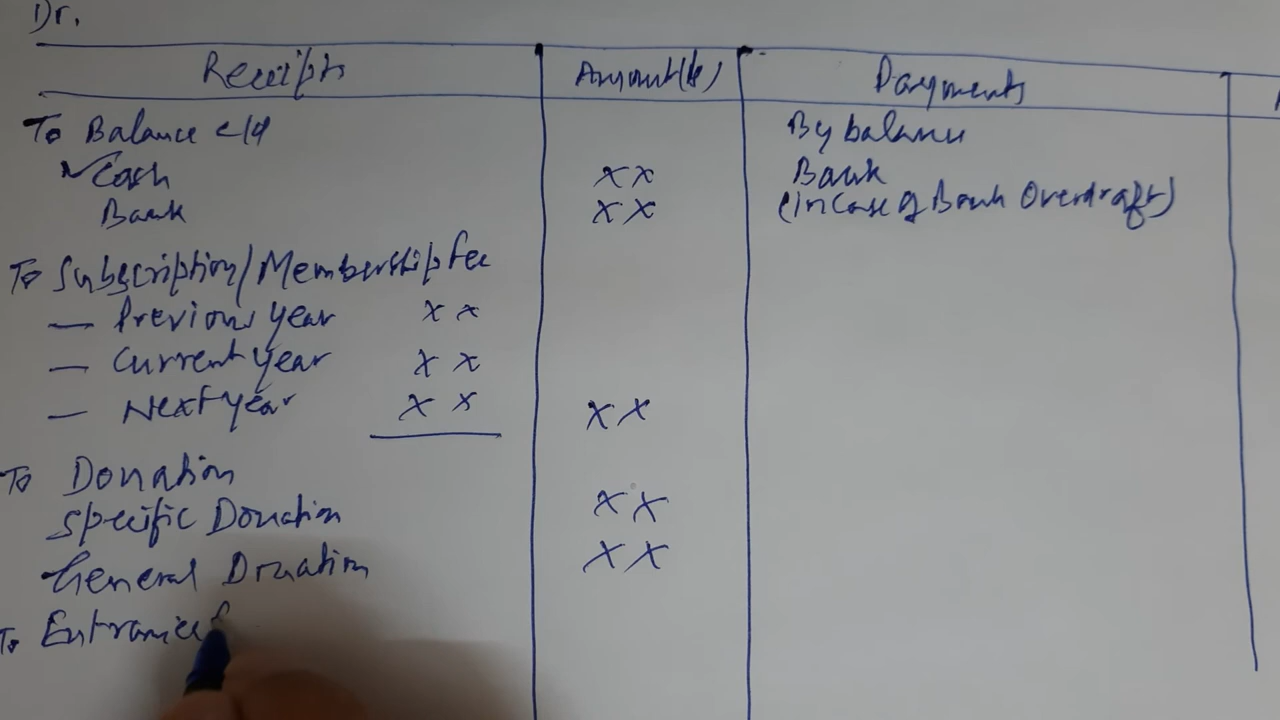 Dr.
Receipts Amount(₹) Payments
To Balance c/d By balance
Cash xx Bank
Bank xx (In Case of Bank Overdraft)
To Subscription/Membership fee
— Previous year xx
— Current year xx
— Next year xx xx
To Donation
Specific Donation xx
General Donation xx
To Entrance f